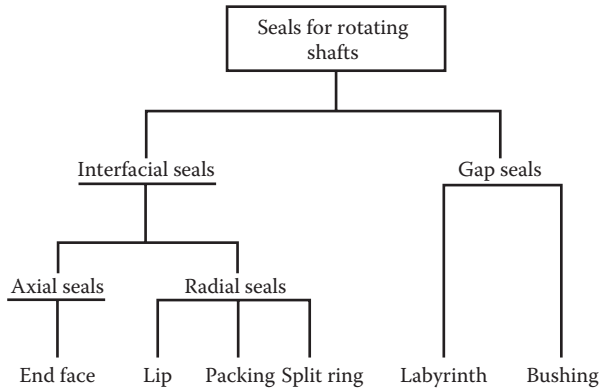 Seals for rotating
shafts
Interfacial seals
Gap seals
Axial seals
Radial seals
End face
Lip
Packing
Split ring
Labyrinth
Bushing